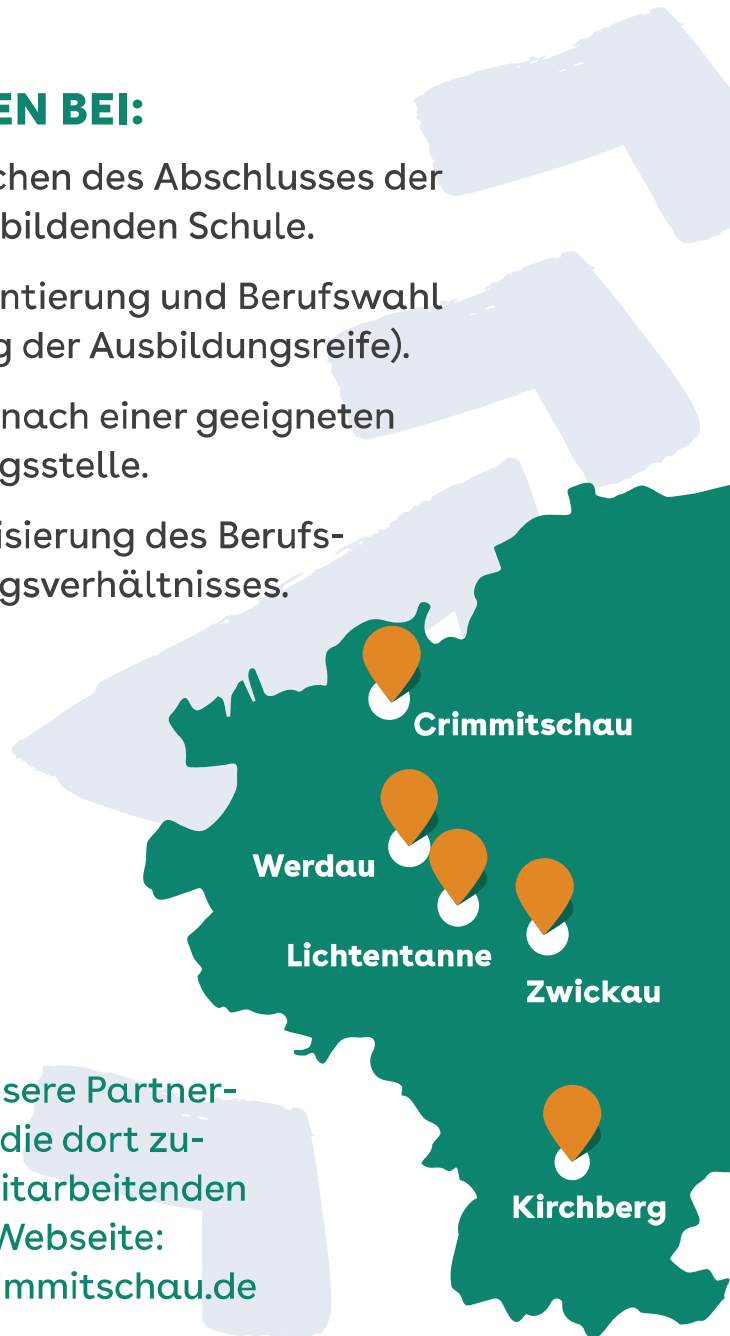 EN BEI:
chen des Abschlusses der
bildenden Schule.
ntierung und Berufswahl
g der Ausbildungsreife).
nach einer geeigneten
gsstelle.
isierung des Berufs-
gsverhältnisses.
Crimmitschau
Werdau
Lichtentanne
Zwickau
Kirchberg
sere Partner-
die dort zu-
itarbeitenden
Webseite:
mmitschau.de